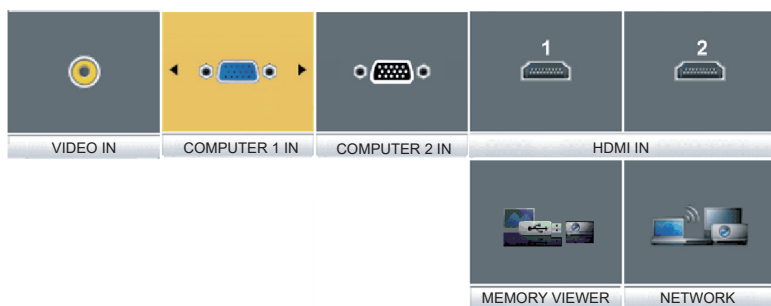 1 2
VIDEO IN COMPUTER 1 IN COMPUTER 2 IN HDMI IN
MEMORY VIEWER NETWORK